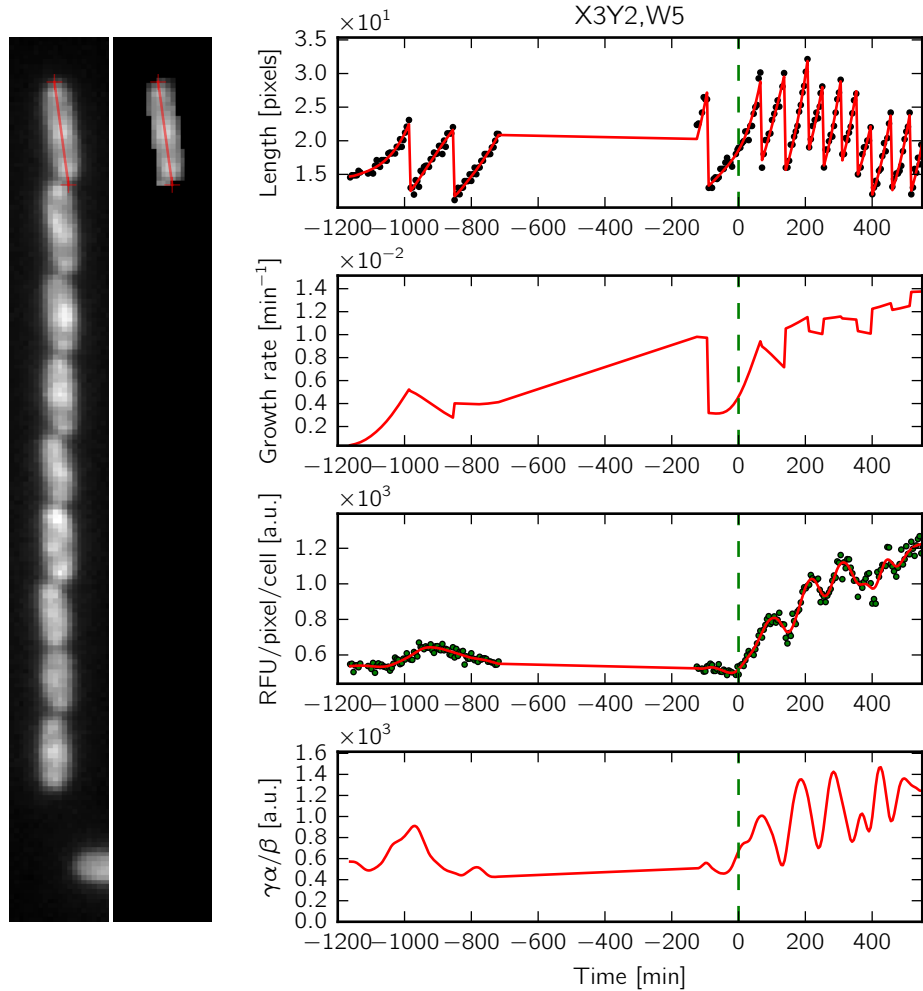 X3Y2,W5
×10¹
3.5
3.0
2.5
2.0
1.5
Length [pixels]
−1200 −1000 −800 −600 −400 −200 0 200 400
×10⁻²
1.4
1.2
1.0
0.8
0.6
0.4
0.2
Growth rate [min⁻¹]
−1200 −1000 −800 −600 −400 −200 0 200 400
×10³
1.2
1.0
0.8
0.6
RFU/pixel/cell [a.u.]
−1200 −1000 −800 −600 −400 −200 0 200 400
×10³
1.6
1.4
1.2
1.0
0.8
0.6
0.4
0.2
0.0
γα/β [a.u.]
−1200 −1000 −800 −600 −400 −200 0 200 400
Time [min]